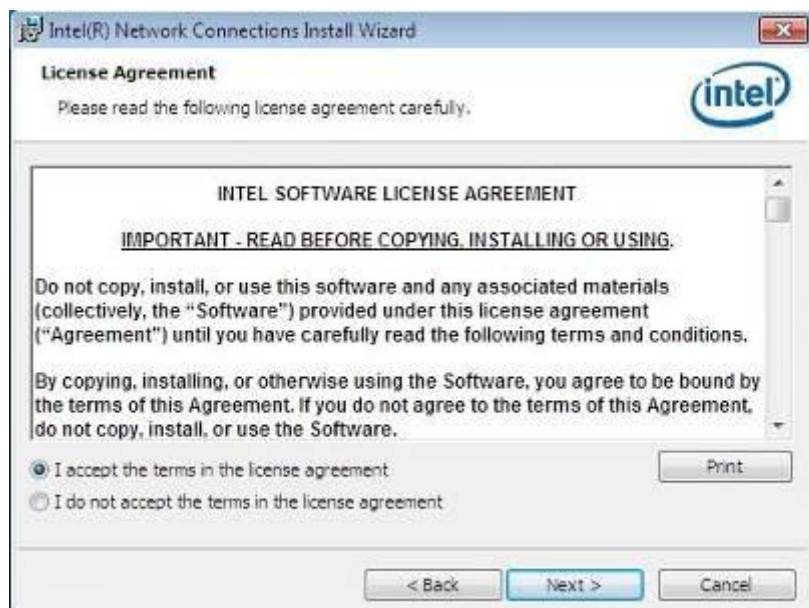 Intel(R) Network Connections Install Wizard
License Agreement
Please read the following license agreement carefully.
intel
INTEL SOFTWARE LICENSE AGREEMENT
IMPORTANT - READ BEFORE COPYING, INSTALLING OR USING.
Do not copy, install, or use this software and any associated materials
(collectively, the “Software”) provided under this license agreement
(“Agreement”) until you have carefully read the following terms and conditions.
By copying, installing, or otherwise using the Software, you agree to be bound by
the terms of this Agreement. If you do not agree to the terms of this Agreement,
do not copy, install, or use the Software.
I accept the terms in the license agreement
Print
I do not accept the terms in the license agreement
< Back Next > Cancel